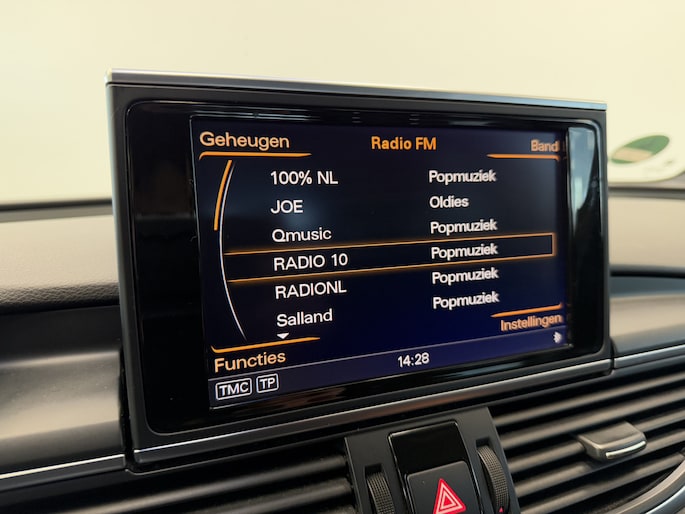 Geheugen Radio FM Band
100% NL Popmuziek
JOE Oldies
Qmusic Popmuziek
RADIO 10 Popmuziek
RADIONL Popmuziek
Salland Popmuziek
Functies Instellingen
TMC TP 14:28